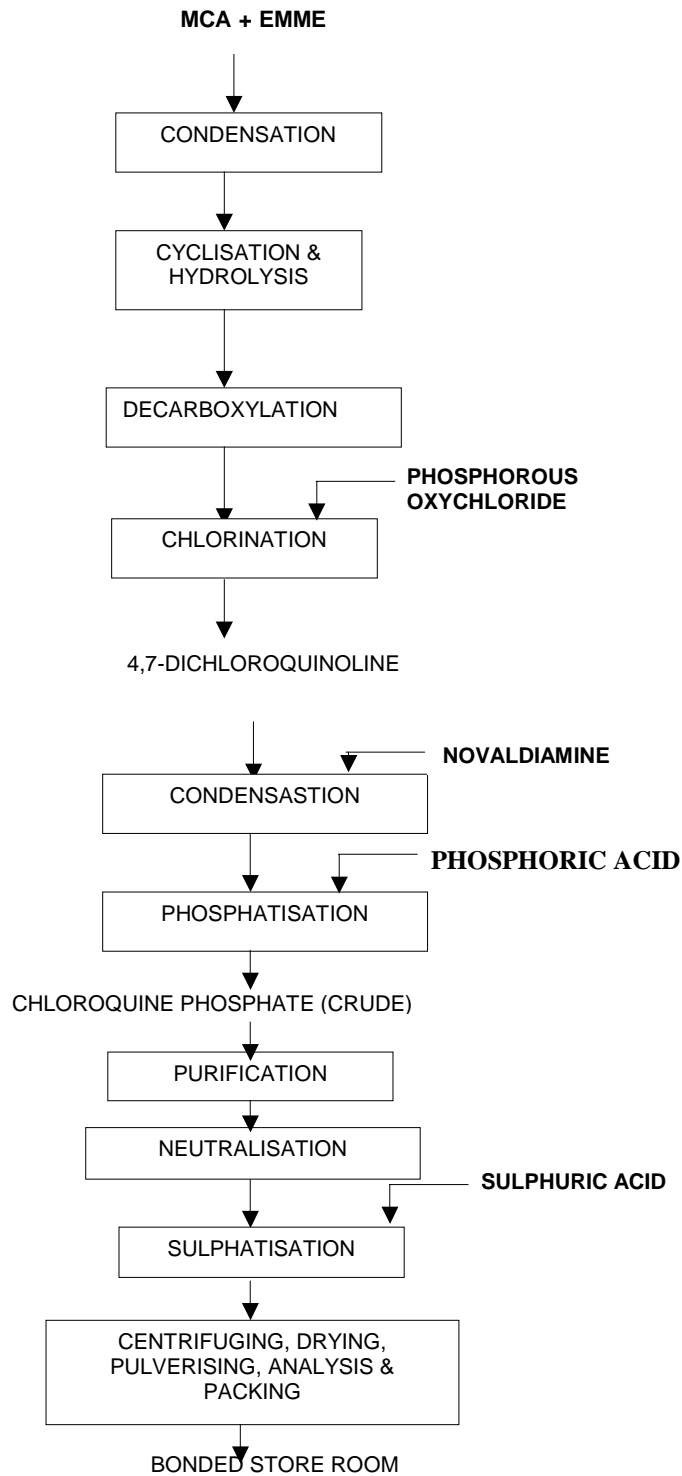 MCA + EMME
CONDENSATION
CYCLISATION &
HYDROLYSIS
DECARBOXYLATION
PHOSPHOROUS
OXYCHLORIDE
CHLORINATION
4,7-DICHLOROQUINOLINE
NOVALDIAMINE
CONDENSASTION
PHOSPHORIC ACID
PHOSPHATISATION
CHLOROQUINE PHOSPHATE (CRUDE)
PURIFICATION
NEUTRALISATION
SULPHURIC ACID
SULPHATISATION
CENTRIFUGING, DRYING,
PULVERISING, ANALYSIS &
PACKING
BONDED STORE ROOM